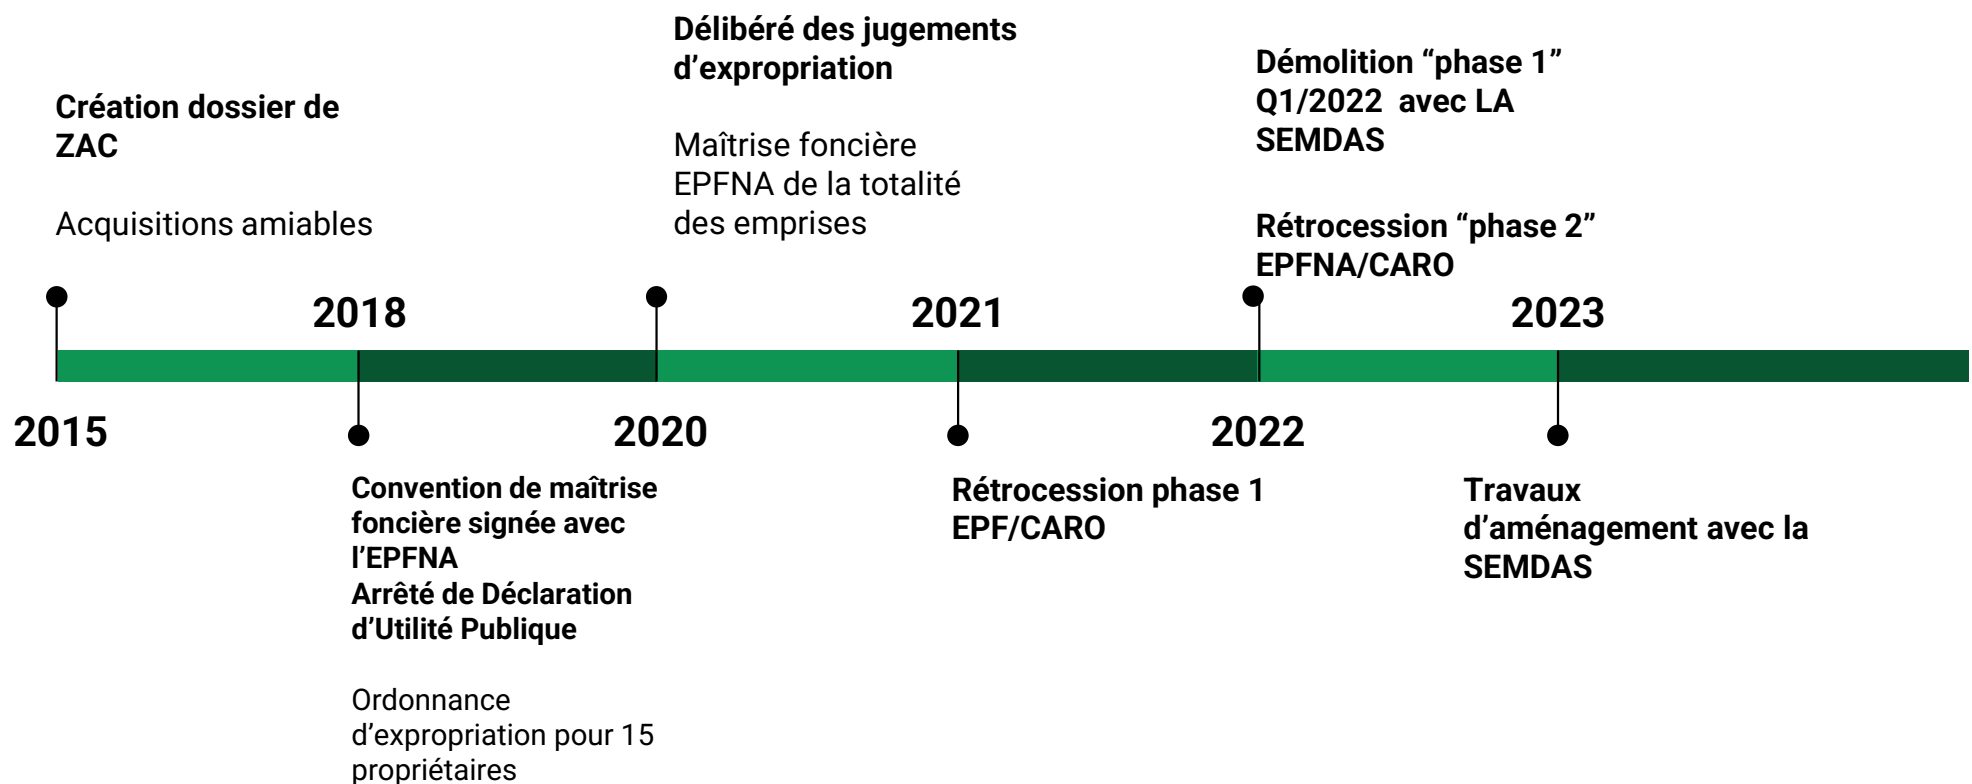 Création dossier de
ZAC
Acquisitions amiables
2015
2018
Convention de maîtrise
foncière signée avec
l’EPFNA
Arrêté de Déclaration
d’Utilité Publique
Ordonnance
d’expropriation pour 15
propriétaires
Délibéré des jugements
d’expropriation
Maîtrise foncière
EPFNA de la totalité
des emprises
2020
2021
Rétrocession phase 1
EPF/CARO
Démolition “phase 1”
Q1/2022  avec LA
SEMDAS
Rétrocession “phase 2”
EPFNA/CARO
2022
2023
Travaux
d’aménagement avec la
SEMDAS